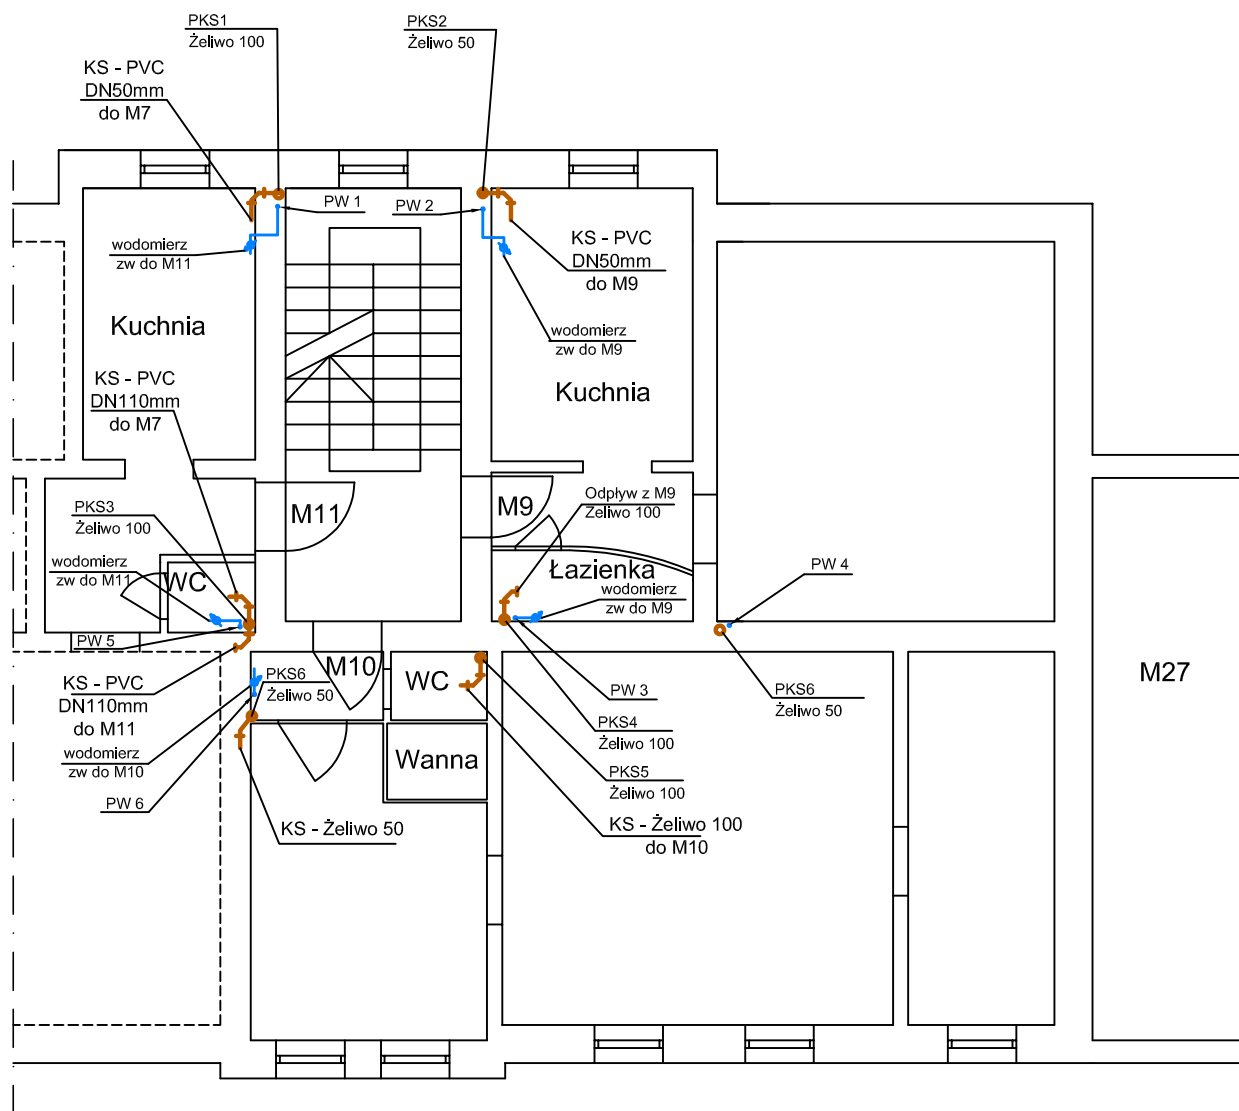 PKS1
Żeliwo 100
PKS2
Żeliwo 50
KS - PVC
DN50mm
do M7
PW 1
PW 2
wodomierz
zw do M11
KS - PVC
DN50mm
do M9
Kuchnia
wodomierz
zw do M9
Kuchnia
KS - PVC
DN110mm
do M7
M11
M9
Odpływ z M9
Żeliwo 100
PKS3
Żeliwo 100
wodomierz
zw do M11
WC
Łazienka
wodomierz
zw do M9
PW 4
PW 5
M10
PKS6
Żeliwo 50
WC
KS - PVC
DN110mm
do M11
PW 3
PKS6
Żeliwo 50
M27
PKS4
Żeliwo 100
wodomierz
zw do M10
Wanna
PKS5
Żeliwo 100
PW 6
KS - Żeliwo 50
KS - Żeliwo 100
do M10